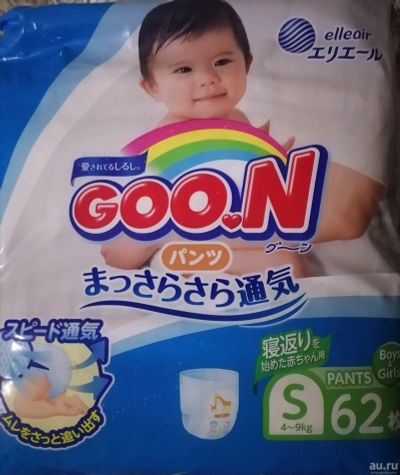 elleair
エリエール
愛されてるしるし。
GOO.N
グ〜ン
パンツ
まっさらさら通気
スピード通気
ムレをさっと追い出す
寝返りを
始めた赤ちゃん用
Boys
&
Girls
S
4~9kg
PANTS
62枚
au.ru